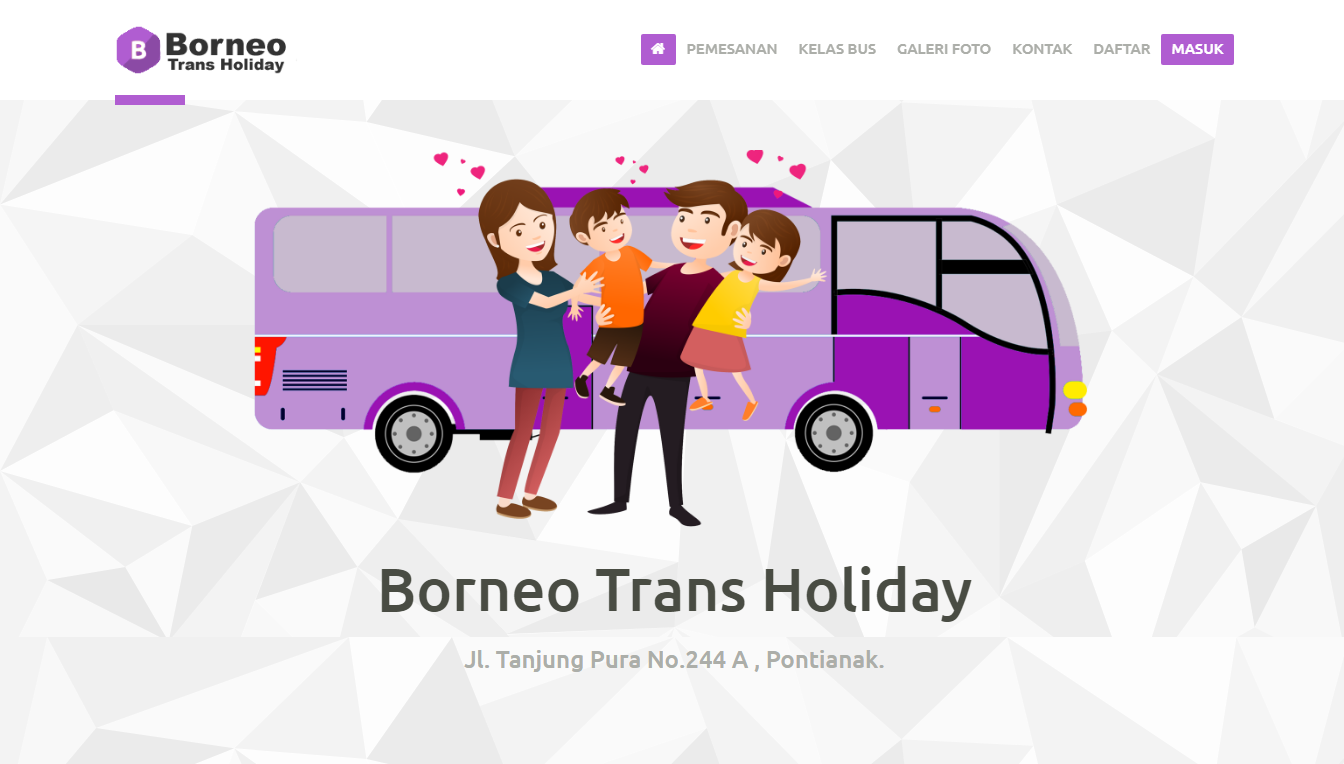 B
Borneo
Trans Holiday
PEMESANAN KELAS BUS GALERI FOTO KONTAK DAFTAR MASUK
Borneo Trans Holiday
Jl. Tanjung Pura No.244 A , Pontianak.